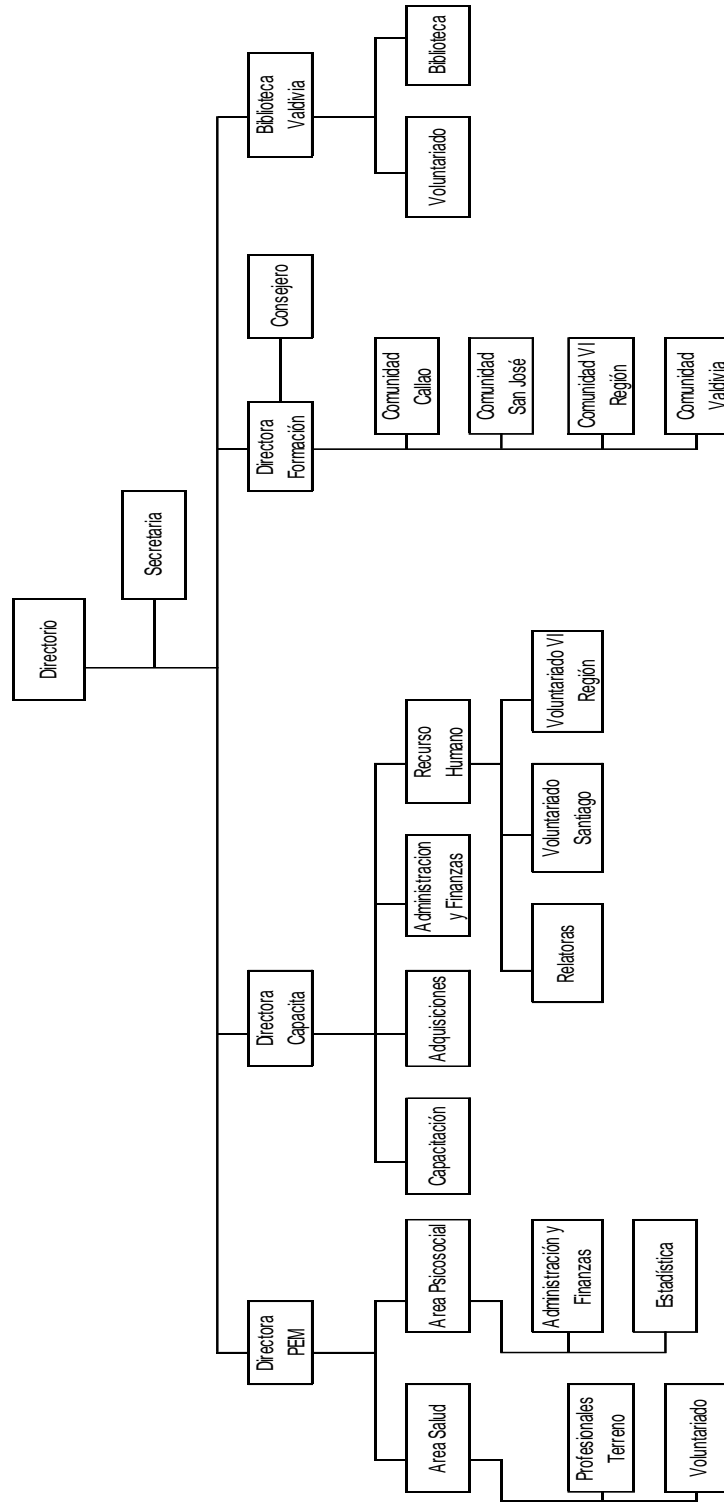 Directorio
Secretaria
Directora
PEM
Directora
Capacita
Directora
Formación
Consejero
Biblioteca
Valdivia
Area Salud
Area Psicosocial
Capacitación
Adquisiciones
Administracion
y Finanzas
Recurso
Humano
Comunidad
Callao
Comunidad
San José
Comunidad VI
Región
Comunidad
Valdivia
Voluntariado
Biblioteca
Profesionales
Terreno
Voluntariado
Administración y
Finanzas
Estadística
Relatoras
Voluntariado
Santiago
Voluntariado VI
Región